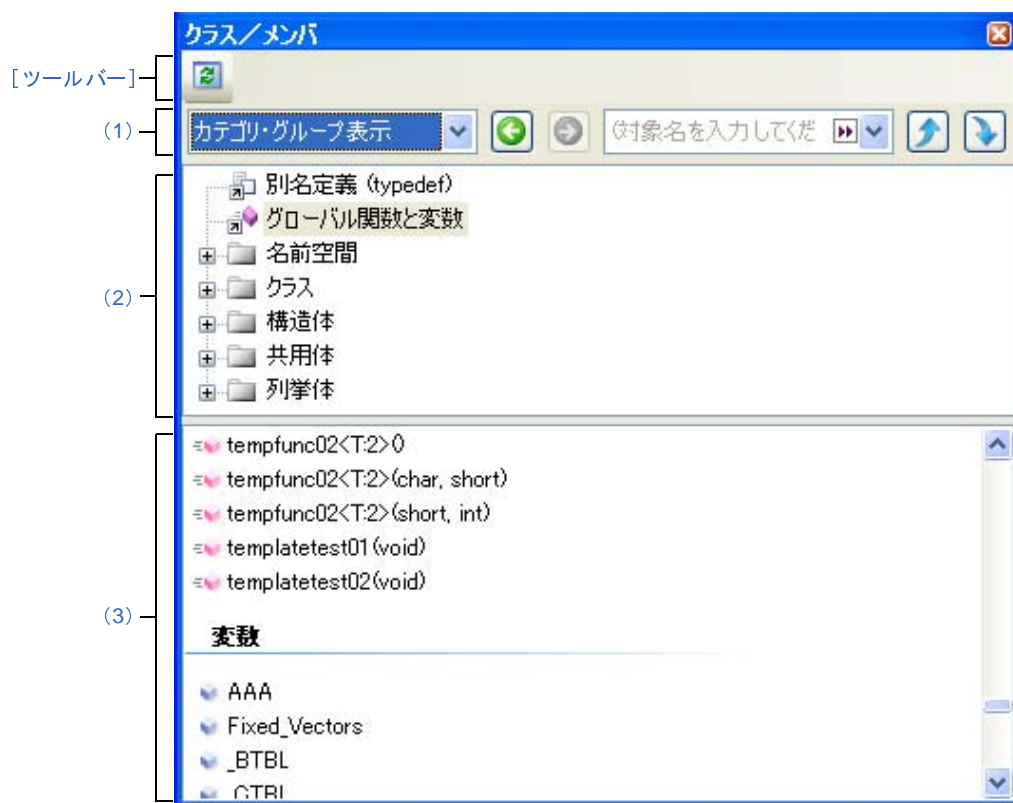 クラス/メンバ
[ツールバー]
(1)
カテゴリ・グループ表示
(対象名を入力してくだ
(2)
別名定義 (typedef)
グローバル関数と変数
名前空間
クラス
構造体
共用体
列挙体
(3)
tempfunc02<T:2>()
tempfunc02<T:2>(char, short)
tempfunc02<T:2>(short, int)
templatetest01(void)
templatetest02(void)
変数
AAA
Fixed_Vectors
_BTBL
_CTBL